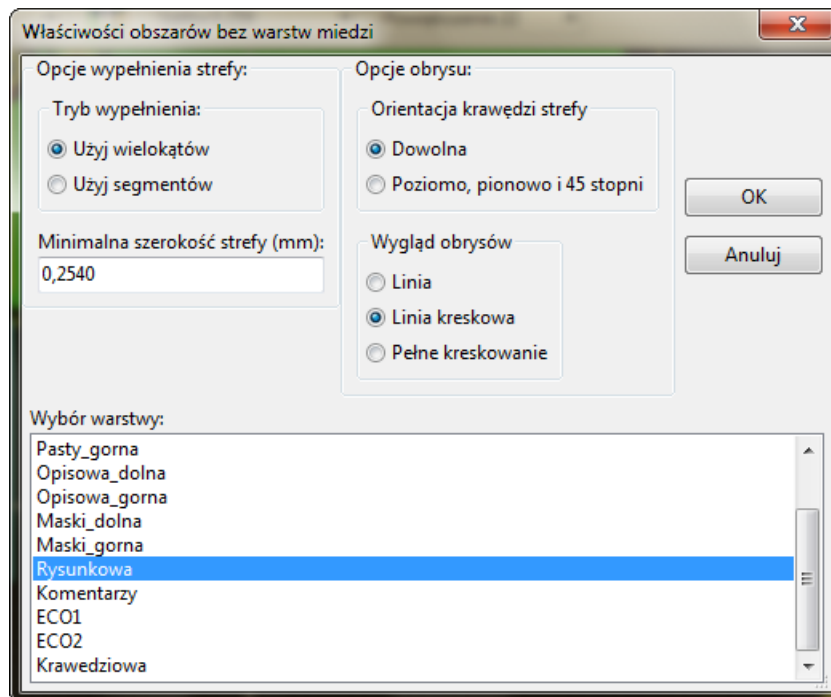 Właściwości obszarów bez warstw miedzi
Opcje wypełnienia strefy:
Tryb wypełnienia:
Użyj wielokątów
Użyj segmentów
Minimalna szerokość strefy (mm):
0,2540
Opcje obrysu:
Orientacja krawędzi strefy
Dowolna
Poziomo, pionowo i 45 stopni
Wygląd obrysów
Linia
Linia kreskowa
Pełne kreskowanie
OK
Anuluj
Wybór warstwy:
Pasty_gorna
Opisowa_dolna
Opisowa_gorna
Maski_dolna
Maski_gorna
Rysunkowa
Komentarzy
ECO1
ECO2
Krawedziowa